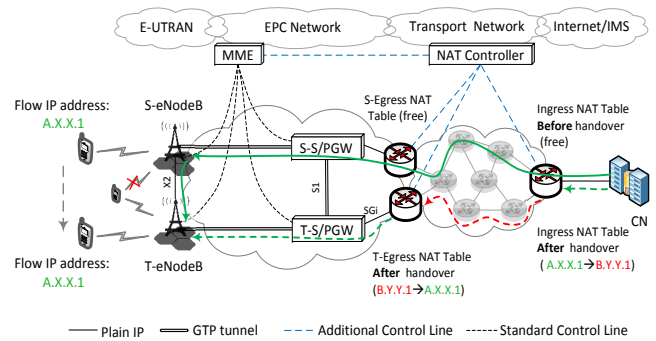 E-UTRAN EPC Network Transport Network Internet/IMS
MME NAT Controller
Flow IP address:
A.X.X.1
S-eNodeB
S-Egress NAT
Table (free)
Ingress NAT Table
Before handover
(free)
S-S/PGW
X2
S1
CN
SGi
T-S/PGW
Flow IP address:
A.X.X.1
T-eNodeB
T-Egress NAT Table
After handover
(B.Y.Y.1→A.X.X.1)
Ingress NAT Table
After handover
( A.X.X.1→B.Y.Y.1)
Plain IP GTP tunnel Additional Control Line Standard Control Line